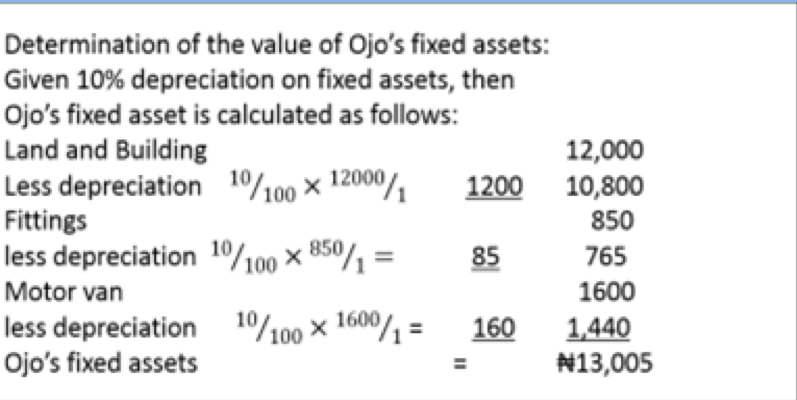 Determination of the value of Ojo's fixed assets:
Given 10% depreciation on fixed assets, then
Ojo's fixed asset is calculated as follows:
Land and Building 12,000
Less depreciation 10/100 × 12000/1 1200 10,800
Fittings 850
less depreciation 10/100 × 850/1 = 85 765
Motor van 1600
less depreciation 10/100 × 1600/1 = 160 1,440
Ojo's fixed assets = ₦13,005